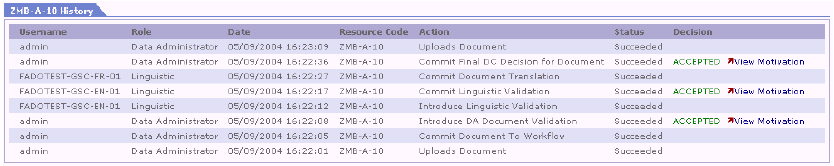 ZMB-A-10 History
Username Role Date Resource Code Action Status Decision
admin Data Administrator 05/09/2004 16:23:09 ZMB-A-10 Uploads Document Succeeded
admin Data Administrator 05/09/2004 16:22:36 ZMB-A-10 Commit Final DC Decision for Document Succeeded ACCEPTED View Motivation
FADOTEST-GSC-FR-01 Linguistic 05/09/2004 16:22:27 ZMB-A-10 Commit Document Translation Succeeded
FADOTEST-GSC-EN-01 Linguistic 05/09/2004 16:22:17 ZMB-A-10 Commit Linguistic Validation Succeeded ACCEPTED View Motivation
FADOTEST-GSC-EN-01 Linguistic 05/09/2004 16:22:12 ZMB-A-10 Introduce Linguistic Validation Succeeded
admin Data Administrator 05/09/2004 16:22:08 ZMB-A-10 Introduce DA Document Validation Succeeded ACCEPTED View Motivation
admin Data Administrator 05/09/2004 16:22:05 ZMB-A-10 Commit Document To Workflow Succeeded
admin Data Administrator 05/09/2004 16:22:01 ZMB-A-10 Uploads Document Succeeded